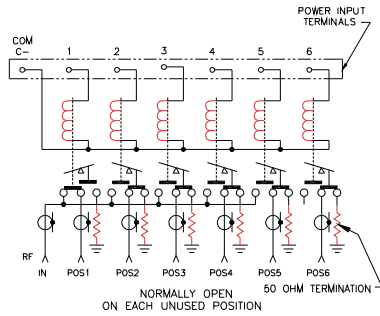 POWER INPUT
TERMINALS
COM
C-
1 2 3 4 5 6
RF
IN POS1 POS2 POS3 POS4 POS5 POS6
50 OHM TERMINATION
NORMALLY OPEN
ON EACH UNUSED POSITION